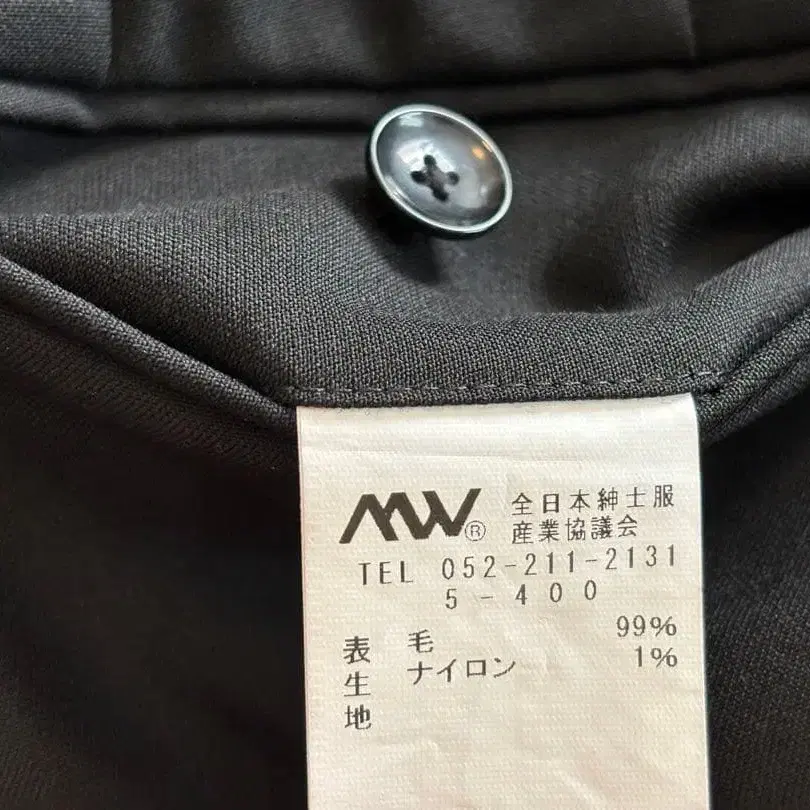 MW® 全日本紳士服
産業協議会
TEL 052-211-2131
5-400
表生地 毛 99%
ナイロン 1%